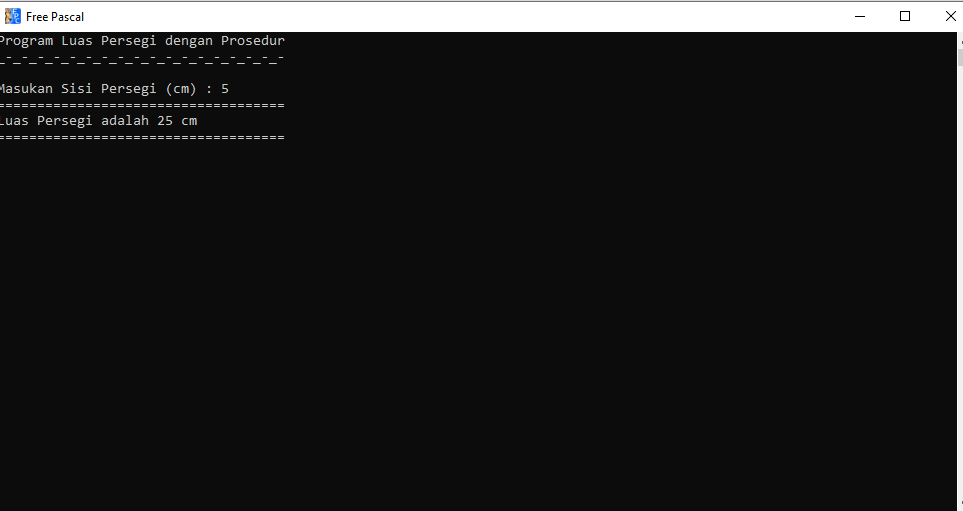 Free Pascal
Program Luas Persegi dengan Prosedur
_-_-_-_-_-_-_-_-_-_-_-_-_-_-_-_-_-_-
Masukan Sisi Persegi (cm) : 5
====================================
Luas Persegi adalah 25 cm
====================================